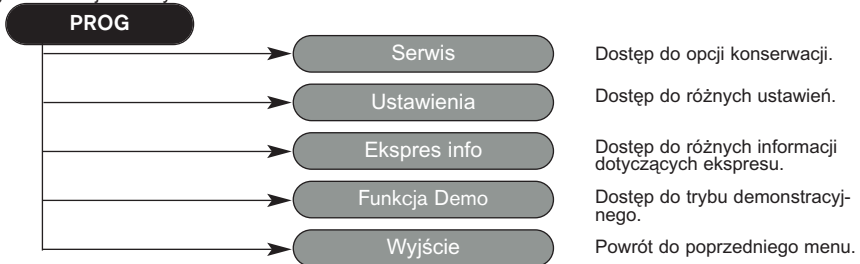 PROG
Serwis
Dostęp do opcji konserwacji.
Ustawienia
Dostęp do różnych ustawień.
Ekspres info
Dostęp do różnych informacji
dotyczących ekspresu.
Funkcja Demo
Dostęp do trybu demonstracyj-
nego.
Wyjście
Powrót do poprzedniego menu.